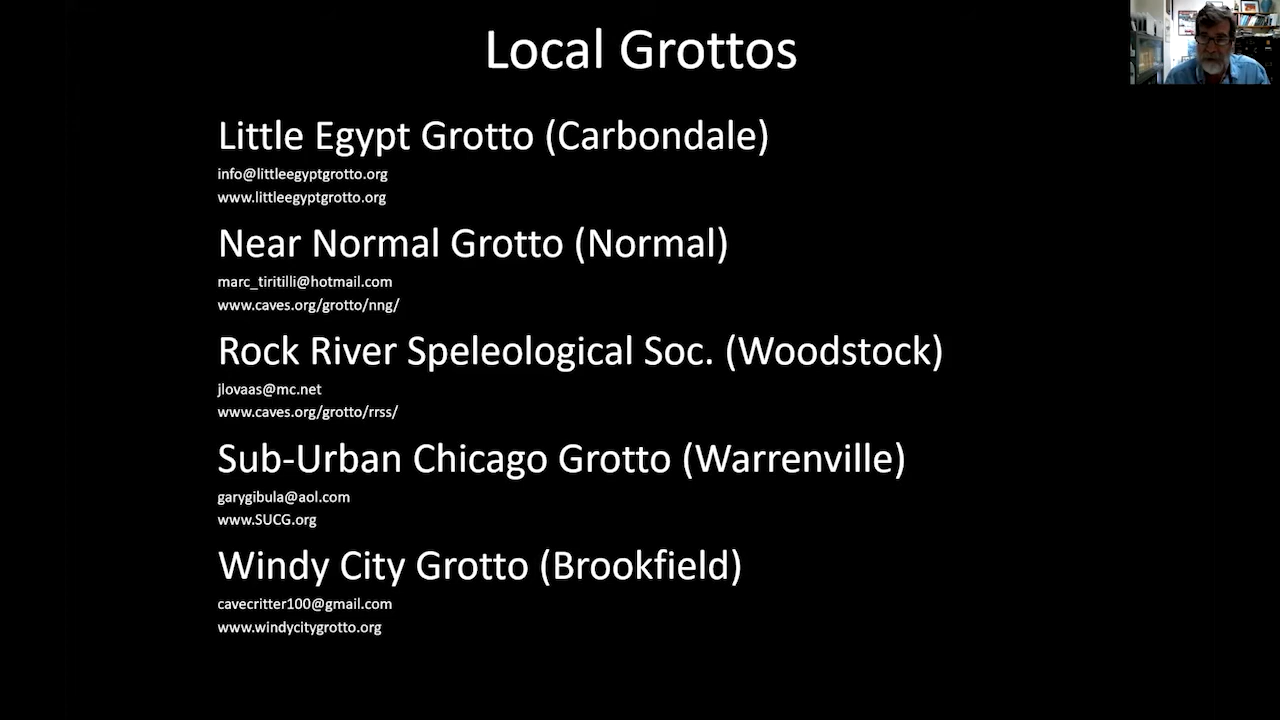 Local Grottos
Little Egypt Grotto (Carbondale)
info@littleegyptgrotto.org
www.littleegyptgrotto.org
Near Normal Grotto (Normal)
marc_tiritilli@hotmail.com
www.caves.org/grotto/nng/
Rock River Speleological Soc. (Woodstock)
jlovaas@mc.net
www.caves.org/grotto/rrss/
Sub-Urban Chicago Grotto (Warrenville)
garygibula@aol.com
www.SUCG.org
Windy City Grotto (Brookfield)
cavecritter100@gmail.com
www.windycitygrotto.org